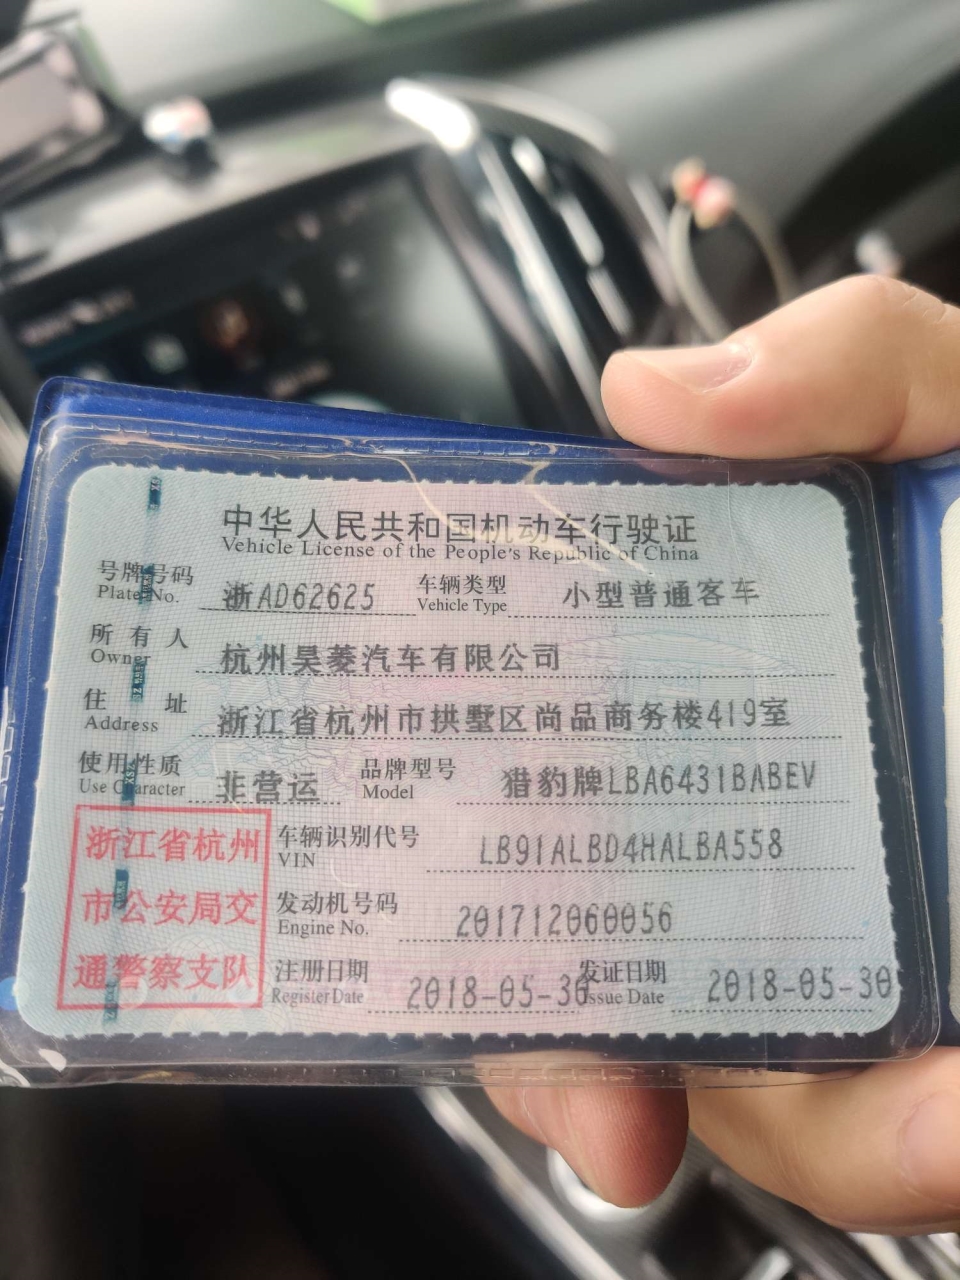 中华人民共和国机动车行驶证
Vehicle License of the People's Republic of China
号牌号码 浙AD62625 车辆类型 小型普通客车
Plate No. Vehicle Type
所有人 杭州昊菱汽车有限公司
Owner
住址 浙江省杭州市拱墅区尚品商务楼419室
Address
使用性质 非营运 品牌型号 猎豹牌LBA6431BABEV
Use Character Model
浙江省杭州
市公安局交
通警察支队
车辆识别代号 LB91ALBD4HALBA558
VIN
发动机号码 201712060056
Engine No.
注册日期 2018-05-30 发证日期 2018-05-30
Register Date Issue Date